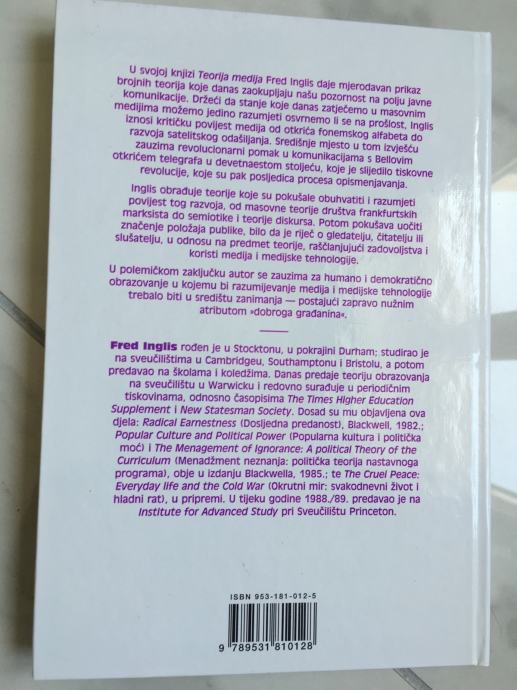 U svojoj knjizi Teorija medija Fred Inglis daje mjerodavan prikaz
brojnih teorija koje danas zaokupljaju našu pozornost na polju javne
komunikacije. Držeći da stanje koje danas zatječemo u masovnim
medijima možemo jedino razumjeti osvrnemo li se na prošlost, Inglis
iznosi kritičku povijest medija od otkrića fonemskog alfabeta do
razvoja satelitskog odašiljanja. Središnje mjesto u tom izvješću
zauzima revolucionarni pomak u komunikacijama s Bellovim
otkrićem telegrafa u devetnaestom stoljeću, koje je slijedilo tiskovne
revolucije, koje su pak posljedica procesa opismenjavanja.
Inglis obrađuje teorije koje su pokušale obuhvatiti i razumjeti
povijest tog razvoja, od masovne teorije društva frankfurtskih
marksista do semiotike i teorije diskursa. Potom pokušava uočiti
značenje položaja publike, bilo da je riječ o gledatelju, čitatelju ili
slušatelju, u odnosu na predmet teorije, raščlanjujući zadovoljstva i
koristi medija i medijske tehnologije.
U polemičkom zaključku autor se zauzima za humano i demokratično
obrazovanje u kojemu bi razumijevanje medija i medijske tehnologije
trebalo biti u središtu zanimanja — postajući zapravo nužnim
atributom »dobroga građanina«.
Fred Inglis rođen je u Stocktonu, u pokrajini Durham; studirao je
na sveučilištima u Cambridgeu, Southamptonu i Bristolu, a potom
predavao na školama i koledžima. Danas predaje teoriju obrazovanja
na sveučilištu u Warwicku i redovno surađuje u periodičnim
tiskovinama, odnosno časopisima The Times Higher Education
Supplement i New Statesman Society. Dosad su mu objavljena ova
djela: Radical Earnestness (Dosljedna predanost), Blackwell, 1982.;
Popular Culture and Political Power (Popularna kultura i politička
moć) i The Menagement of Ignorance: A political Theory of the
Curriculum (Menadžment neznanja: politička teorija nastavnoga
programa), obje u izdanju Blackwella, 1985.; te The Cruel Peace:
Everyday life and the Cold War (Okrutni mir: svakodnevni život i
hladni rat), u pripremi. U tijeku godine 1988./89. predavao je na
Institute for Advanced Study pri Sveučilištu Princeton.
ISBN 953-181-012-5
9 789531 810128